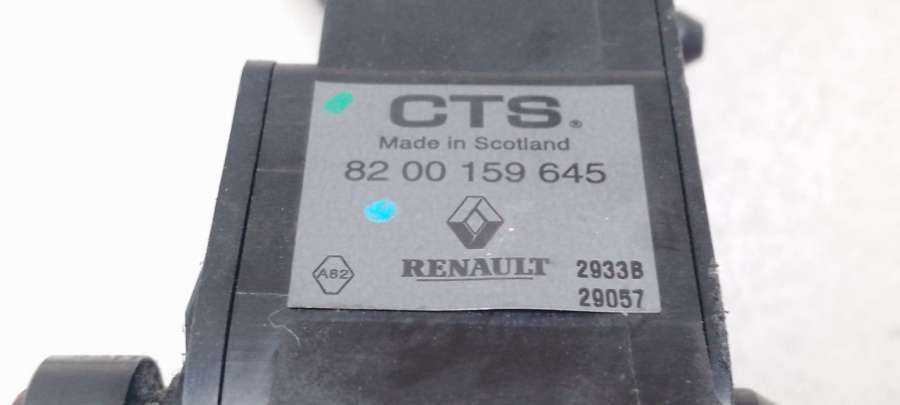 CTS®
Made in Scotland
82 00 159 645
A82
RENAULT
2933B
29057